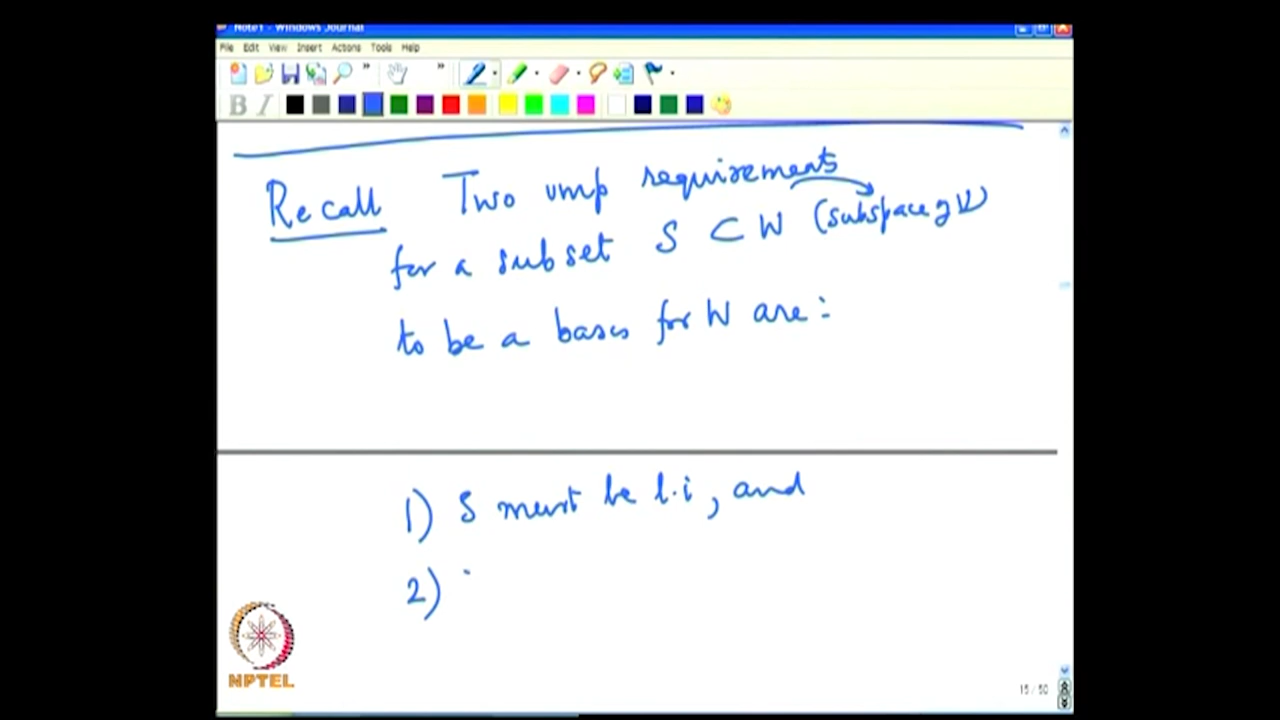 Note1 - Windows Journal
File Edit View Insert Actions Tools Help
B I
Recall Two imp requirements
for a subset S ⊂ W (subspace of V)
to be a basis for W are:
1) S must be l.i, and
2)
NPTEL
15 / 50